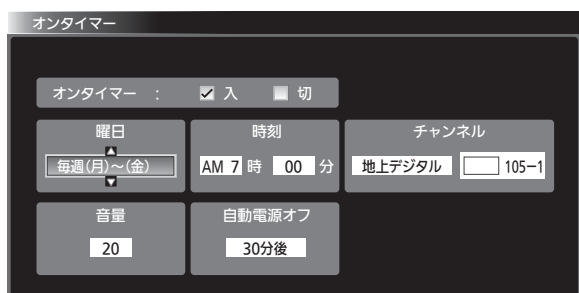 オンタイマー
オンタイマー : 入 切
曜日
毎週(月)～(金)
時刻
AM 7 時 00 分
チャンネル
地上デジタル 105-1
音量
20
自動電源オフ
30分後